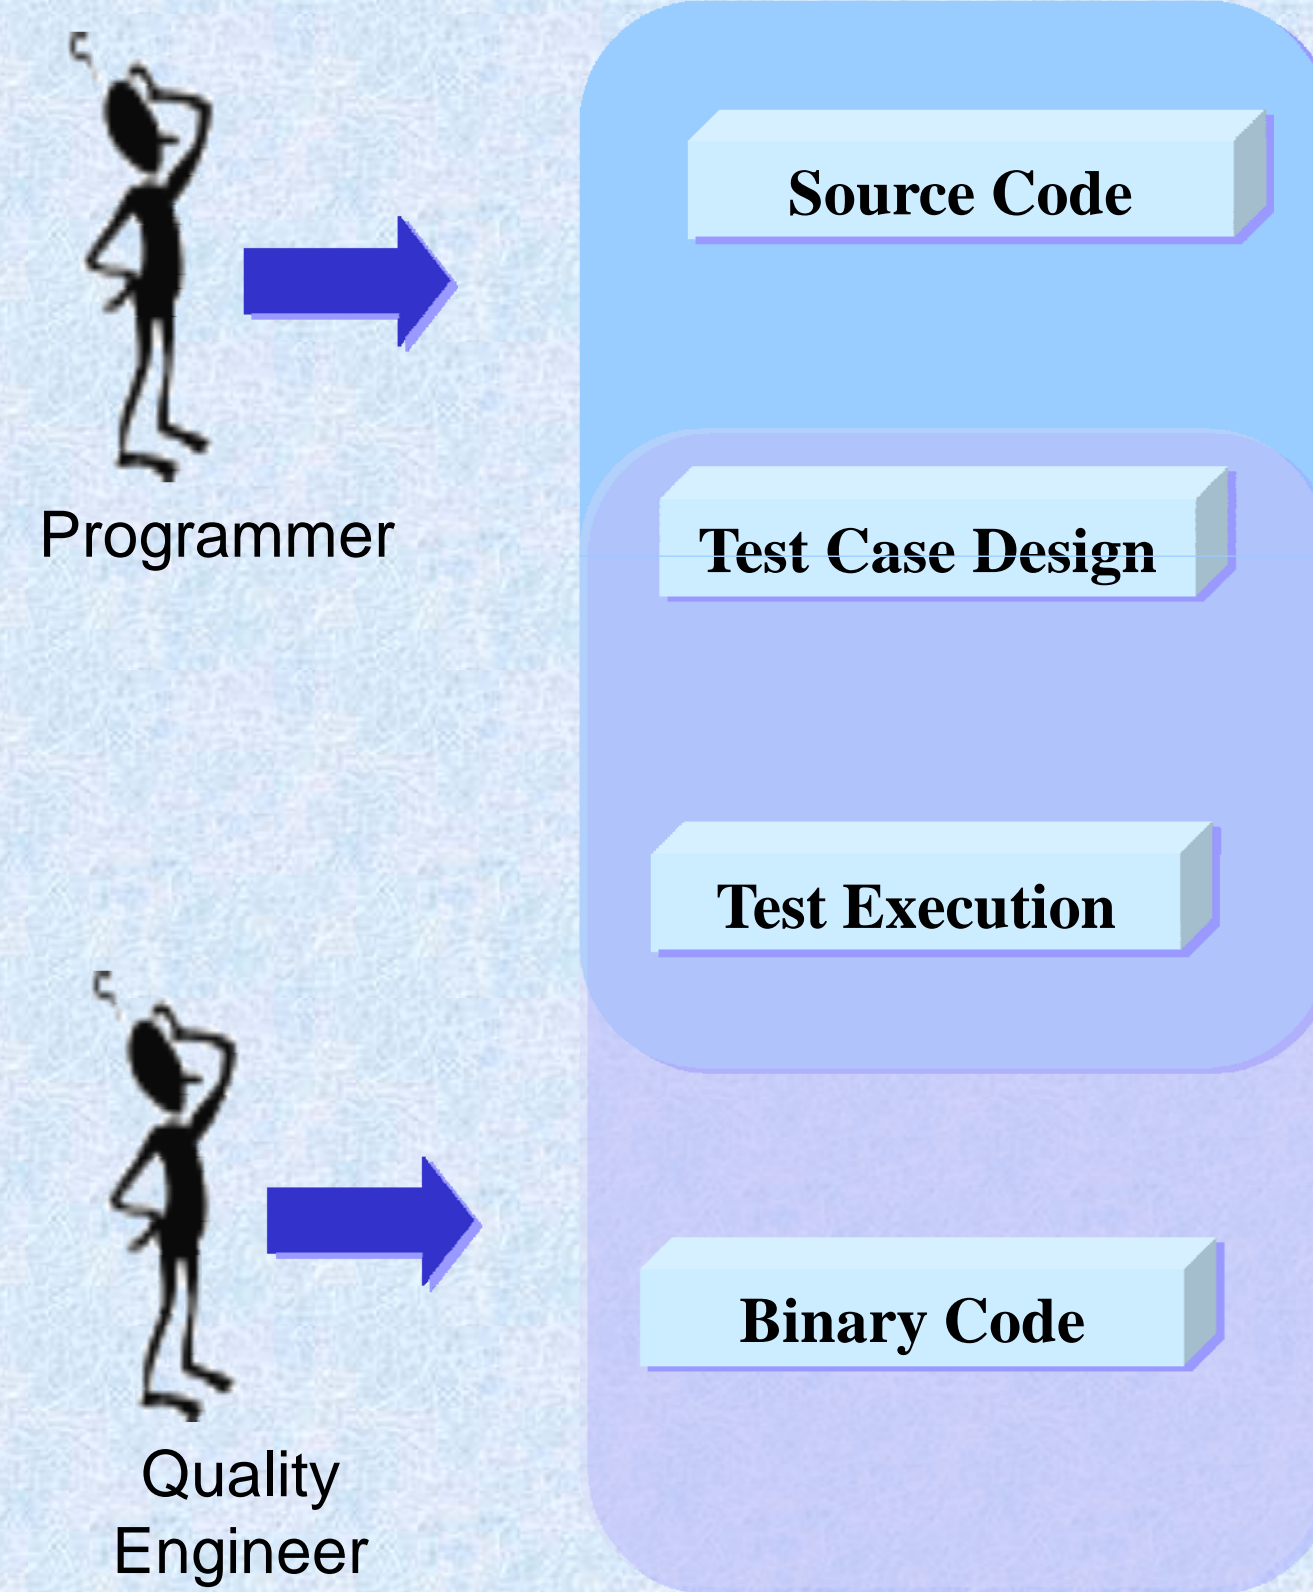 Source Code
Programmer
Test Case Design
Test Execution
Binary Code
Quality
Engineer